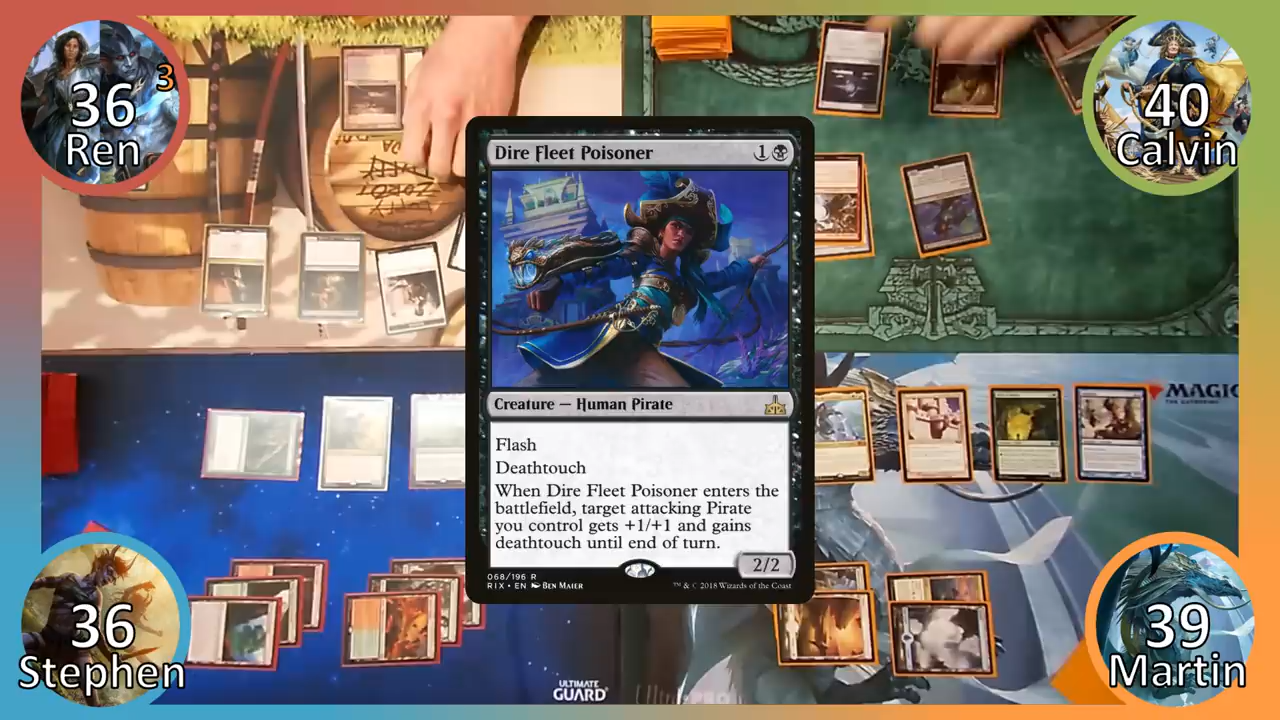 36
3
Ren
40
Calvin
Dire Fleet Poisoner 1
Creature — Human Pirate
Flash
Deathtouch
When Dire Fleet Poisoner enters the
battlefield, target attacking Pirate
you control gets +1/+1 and gains
deathtouch until end of turn.
2/2
068/196 R
RIX • EN BEN MAIER
™ & © 2018 Wizards of the Coast
MAGIC
THE GATHERING
36
Stephen
ULTIMATE
GUARD
39
Martin